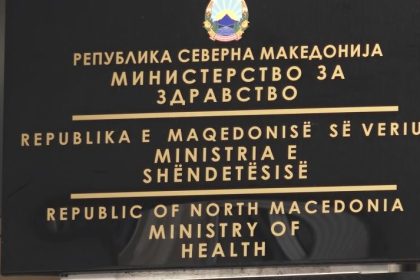 РЕПУБЛИКА СЕВЕРНА МАКЕДОНИЈА
МИНИСТЕРСТВО ЗА
ЗДРАВСТВО
REPUBLIKA E MAQEDONISË SË VERIU
MINISTRIA E
SHËNDETËSISË
REPUBLIC OF NORTH MACEDONIA
MINISTRY OF
HEALTH